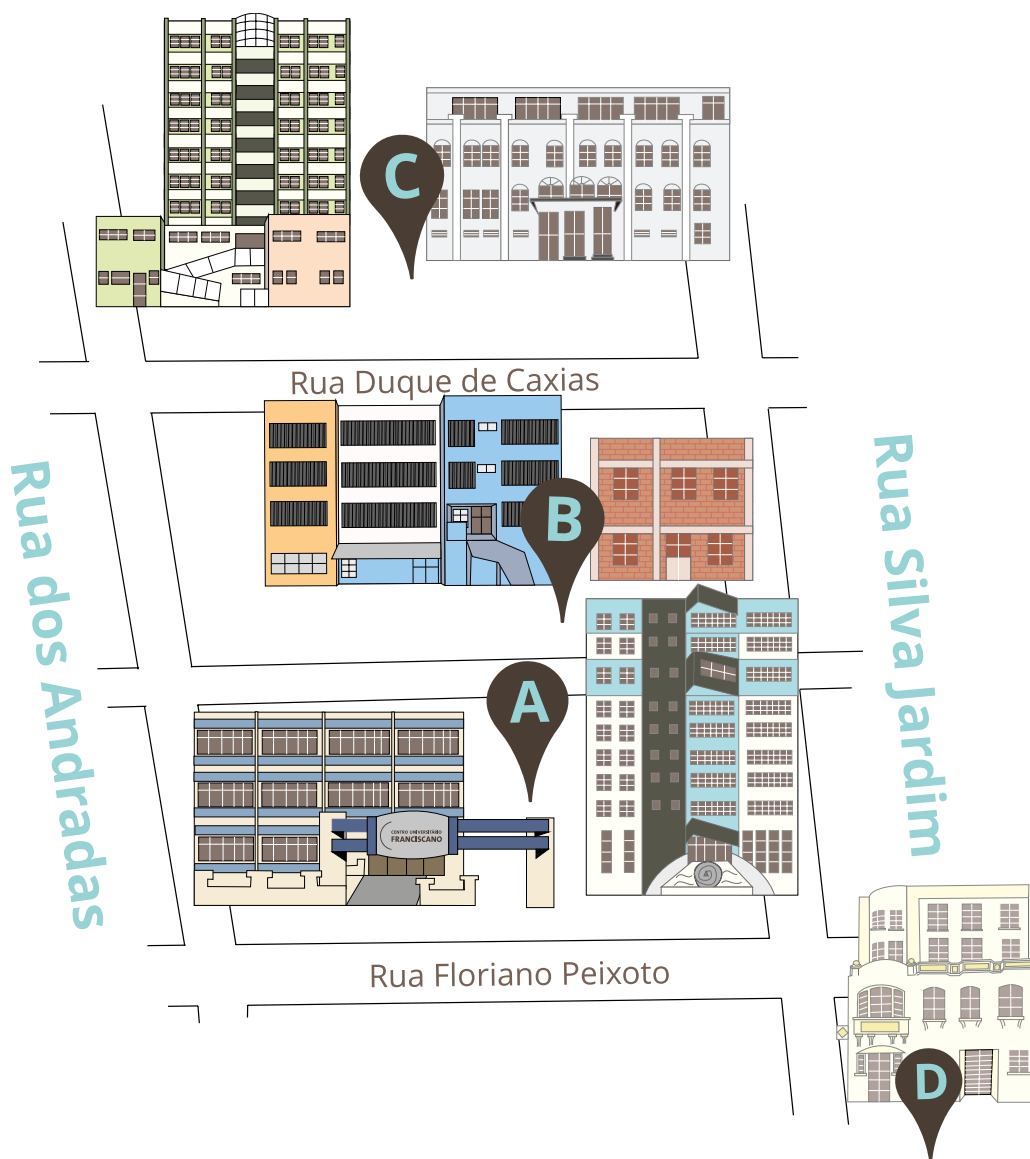 C
Rua Duque de Caxias
B
Rua dos Andradas
Rua Silva Jardim
A
CENTRO UNIVERSITÁRIO
FRANCISCANO
Rua Floriano Peixoto
D